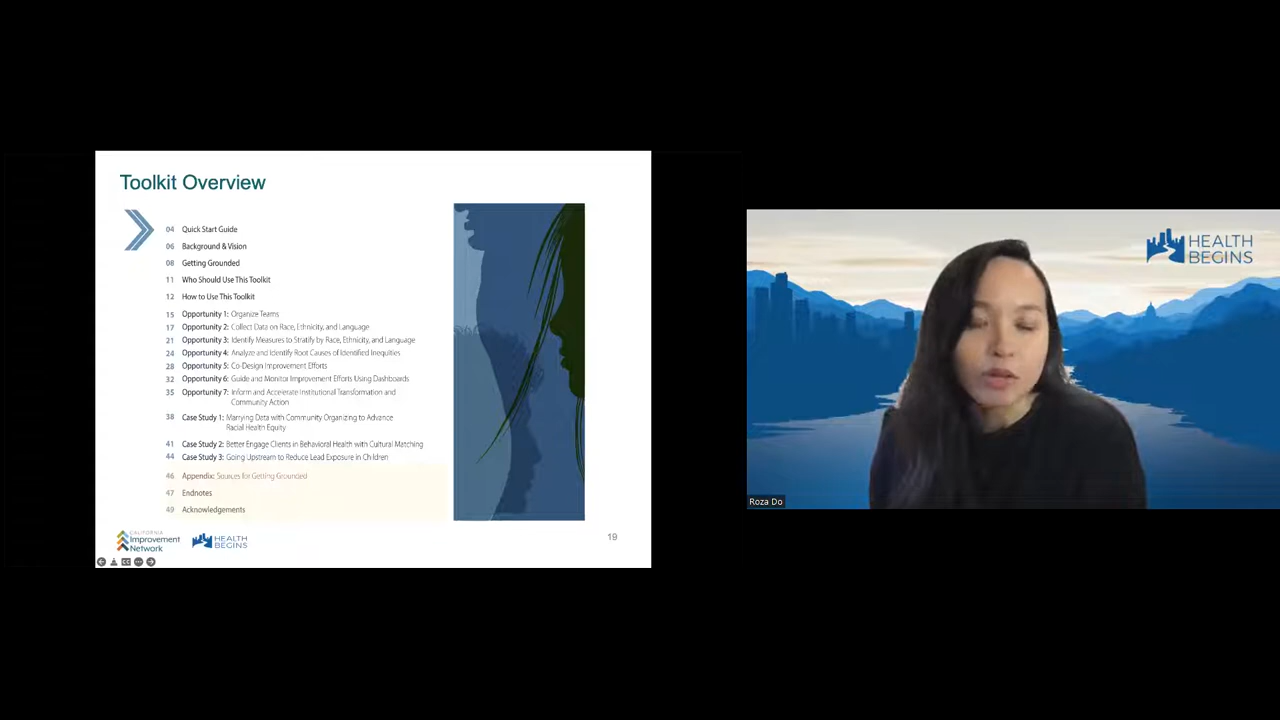 Toolkit Overview
04 Quick Start Guide
06 Background & Vision
08 Getting Grounded
11 Who Should Use This Toolkit
12 How to Use This Toolkit
15 Opportunity 1: Organize Teams
17 Opportunity 2: Collect Data on Race, Ethnicity, and Language
21 Opportunity 3: Identify Measures to Stratify by Race, Ethnicity, and Language
24 Opportunity 4: Analyze and Identify Root Causes of Identified Inequities
28 Opportunity 5: Co-Design Improvement Efforts
32 Opportunity 6: Guide and Monitor Improvement Efforts Using Dashboards
35 Opportunity 7: Inform and Accelerate Institutional Transformation and
Community Action
38 Case Study 1: Marrying Data with Community Organizing to Advance
Racial Health Equity
41 Case Study 2: Better Engage Clients in Behavioral Health with Cultural Matching
44 Case Study 3: Going Upstream to Reduce Lead Exposure in Children
46 Appendix: Sources for Getting Grounded
47 Endnotes
49 Acknowledgements
CALIFORNIA
Improvement
Network
HEALTH
BEGINS
19
CC
HEALTH
BEGINS
Roza Do